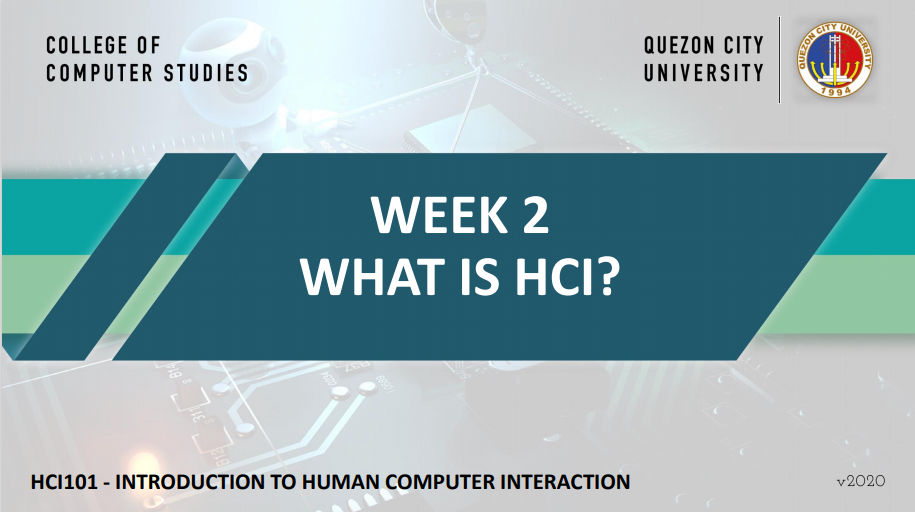 COLLEGE OF
COMPUTER STUDIES
QUEZON CITY
UNIVERSITY
QUEZON CITY UNIVERSITY
1994
WEEK 2
WHAT IS HCI?
HCI101 - INTRODUCTION TO HUMAN COMPUTER INTERACTION
v2020